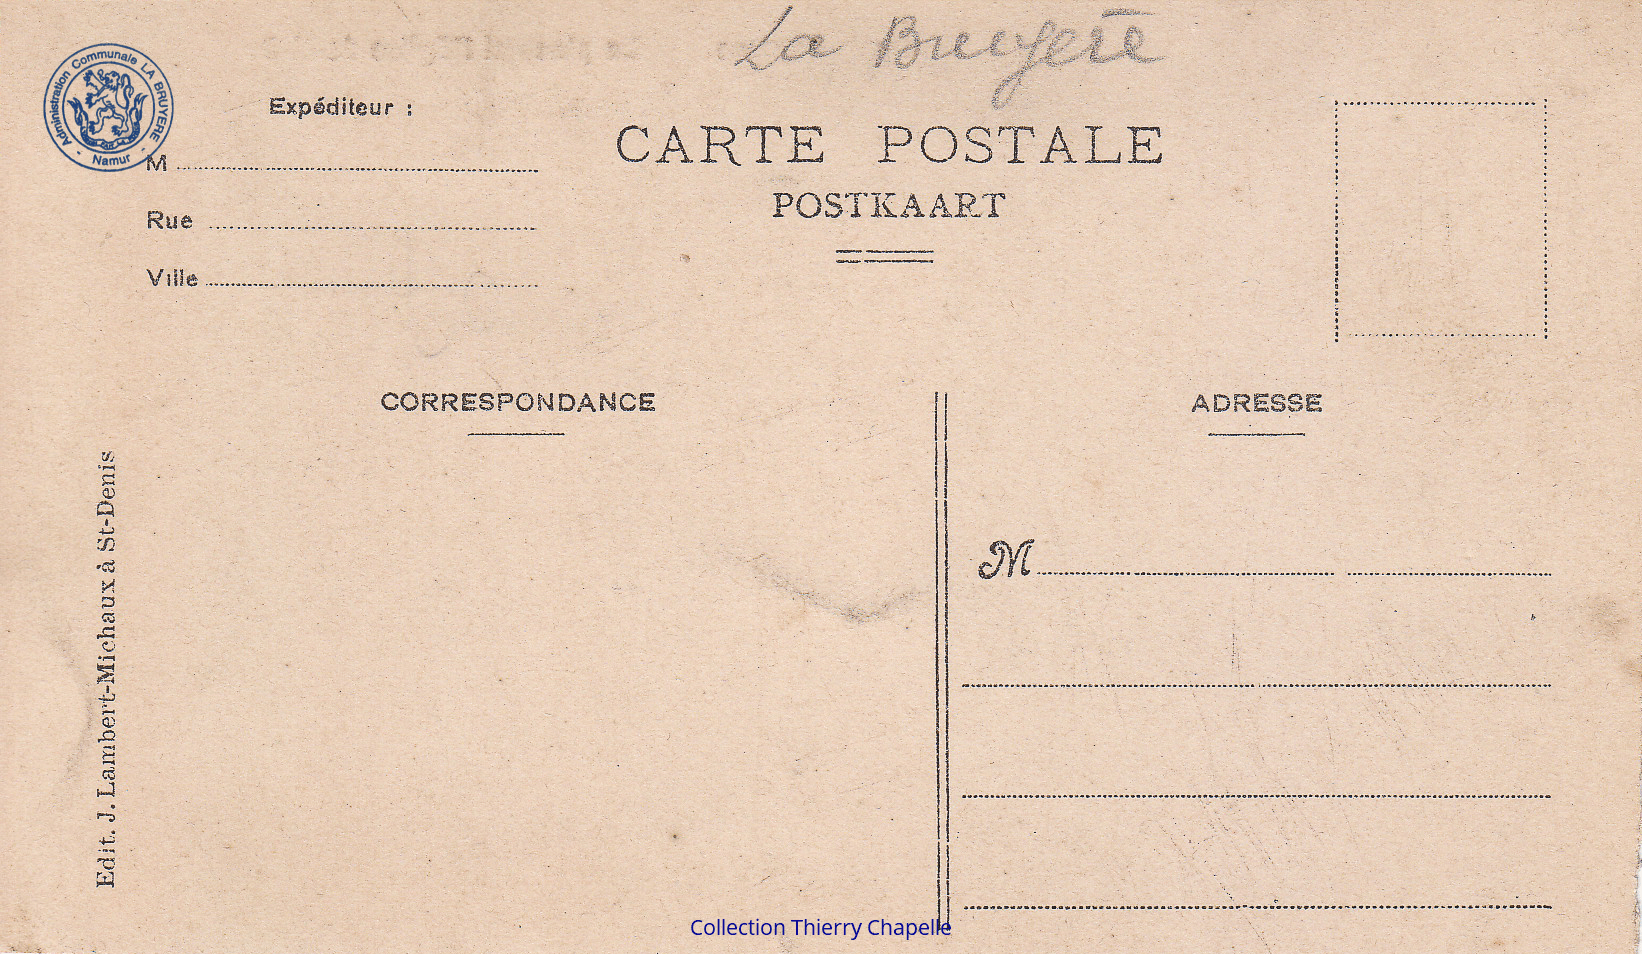 La Bruyère
Administration Communale LA BRUYERE
- Namur -
Expéditeur :
M
Rue
Ville
CARTE POSTALE
POSTKAART
CORRESPONDANCE
ADRESSE
M
Edit. J. Lambert-Michaux à St-Denis
Collection Thierry Chapelle